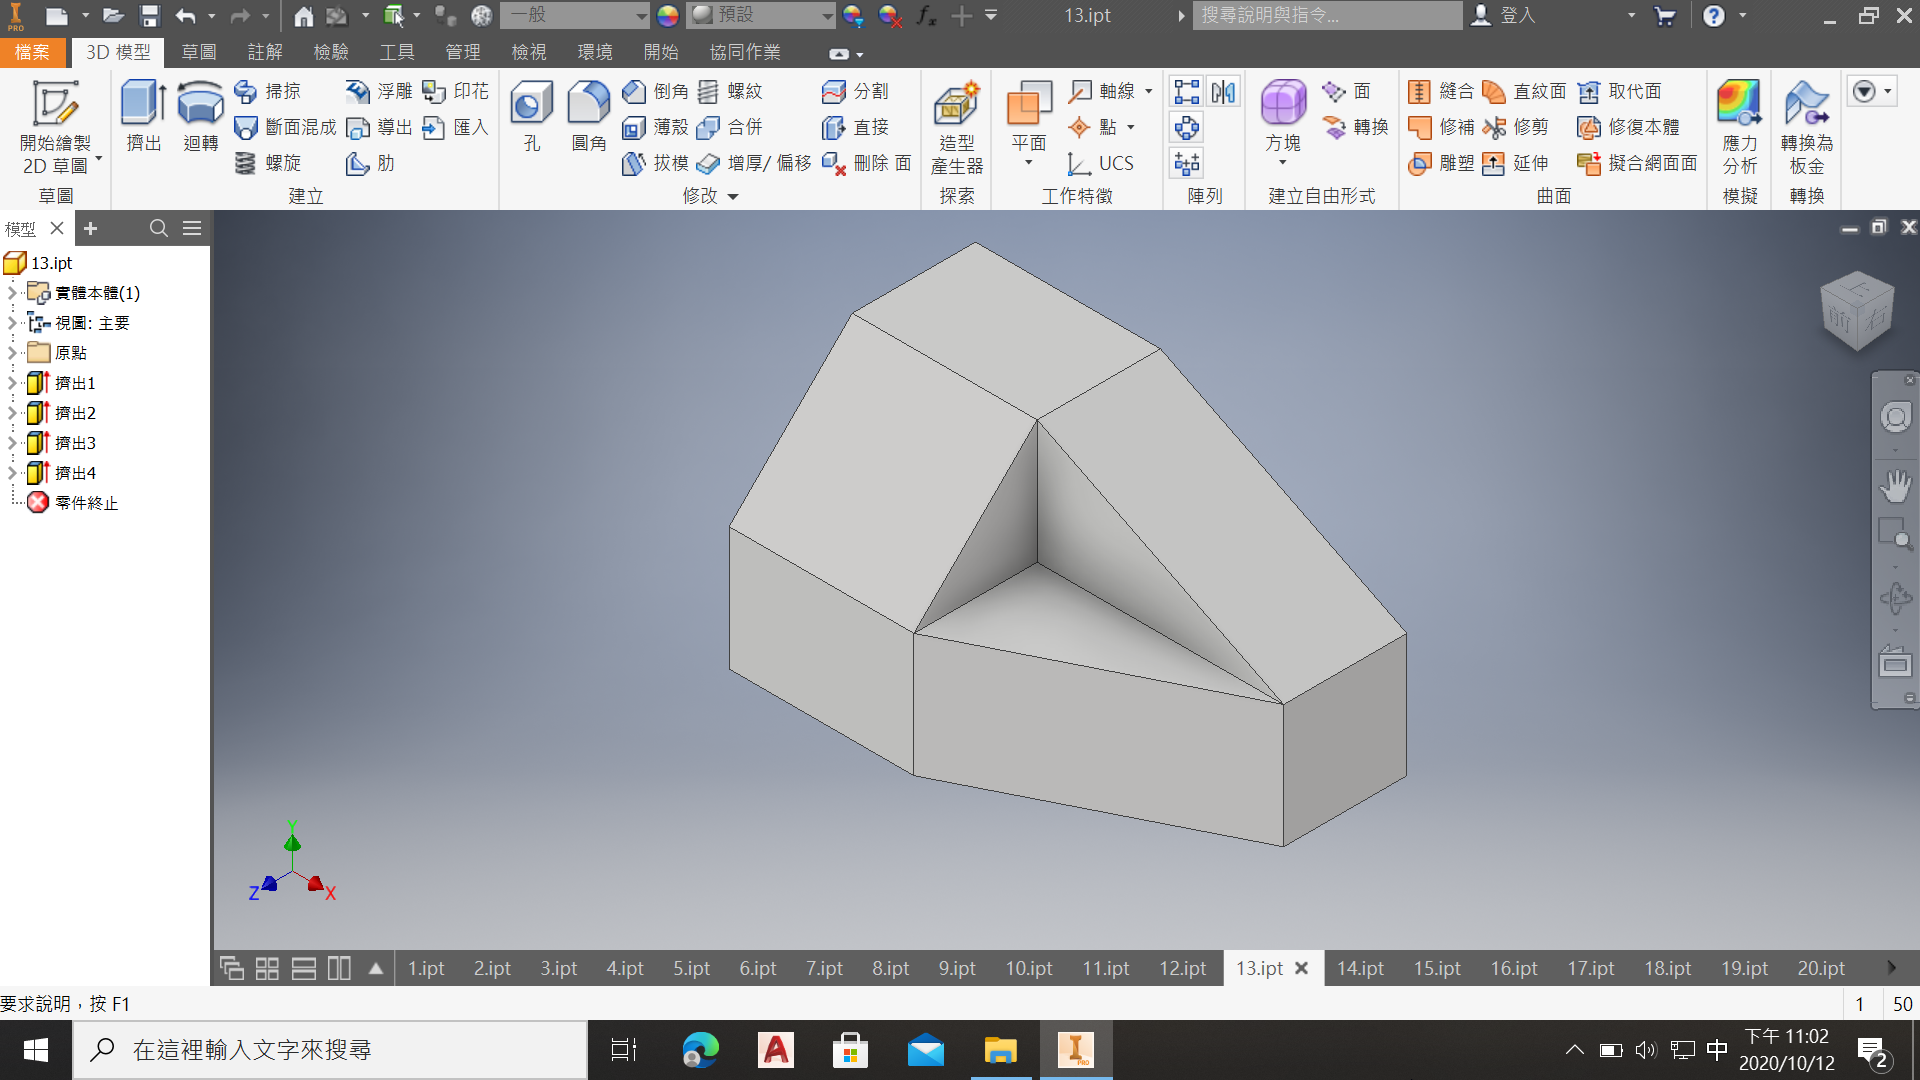 PRO 一般 預設 fx 13.ipt 搜尋說明與指令... 登入
檔案 3D 模型 草圖 註解 檢驗 工具 管理 檢視 環境 開始 協同作業
開始繪製
2D 草圖
草圖
擠出 迴轉 掃掠 浮雕 印花
斷面混成 導出 匯入
螺旋 肋
建立
孔 圓角 倒角 螺紋 分割
薄殼 合併 直接
拔模 增厚/ 偏移 刪除 面
修改
造型
產生器
探索
平面 軸線
點
UCS
工作特徵
陣列
方塊 面
轉換
建立自由形式
縫合 直紋面 取代面
修補 修剪 修復本體
雕塑 延伸 擬合網面面
曲面
應力
分析
模擬
轉換為
板金
轉換
模型
13.ipt
實體本體(1)
視圖: 主要
原點
擠出1
擠出2
擠出3
擠出4
零件終止
上
前 右
Y
Z X
1.ipt 2.ipt 3.ipt 4.ipt 5.ipt 6.ipt 7.ipt 8.ipt 9.ipt 10.ipt 11.ipt 12.ipt 13.ipt 14.ipt 15.ipt 16.ipt 17.ipt 18.ipt 19.ipt 20.ipt
要求說明，按 F1
1 50
在這裡輸入文字來搜尋
PRO
中
下午 11:02
2020/10/12
2